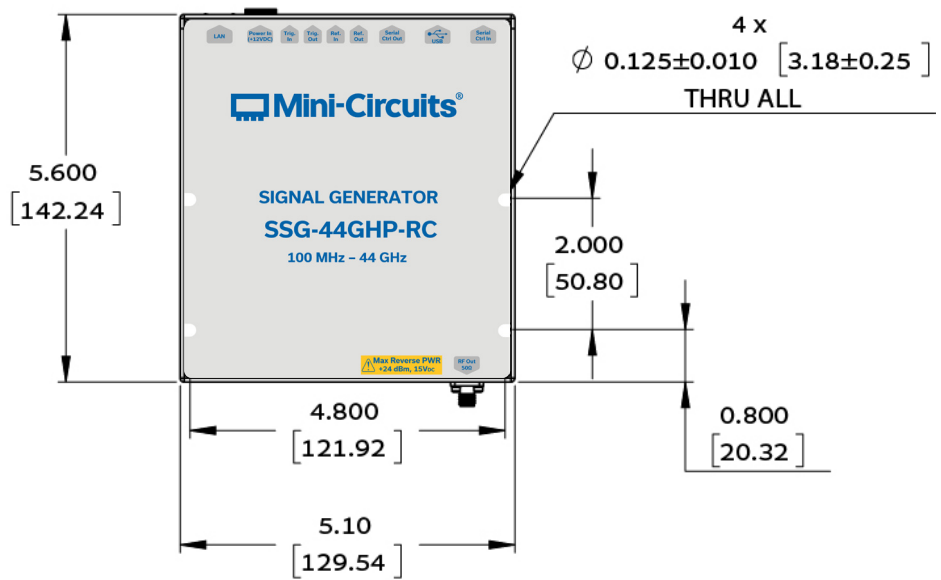 LAN
Power In
(+12VDC)
Trig.
In
Trig.
Out
Ref.
In
Ref.
Out
Serial
Ctrl Out
USB
Serial
Ctrl In
4 x
∅ 0.125±0.010 [3.18±0.25 ]
THRU ALL
Mini-Circuits®
5.600
[142.24 ]
SIGNAL GENERATOR
SSG-44GHP-RC
100 MHz – 44 GHz
2.000
[50.80 ]
Max Reverse PWR
+24 dBm, 15VDC
RF Out
50Ω
4.800
[121.92 ]
0.800
[20.32 ]
5.10
[129.54 ]